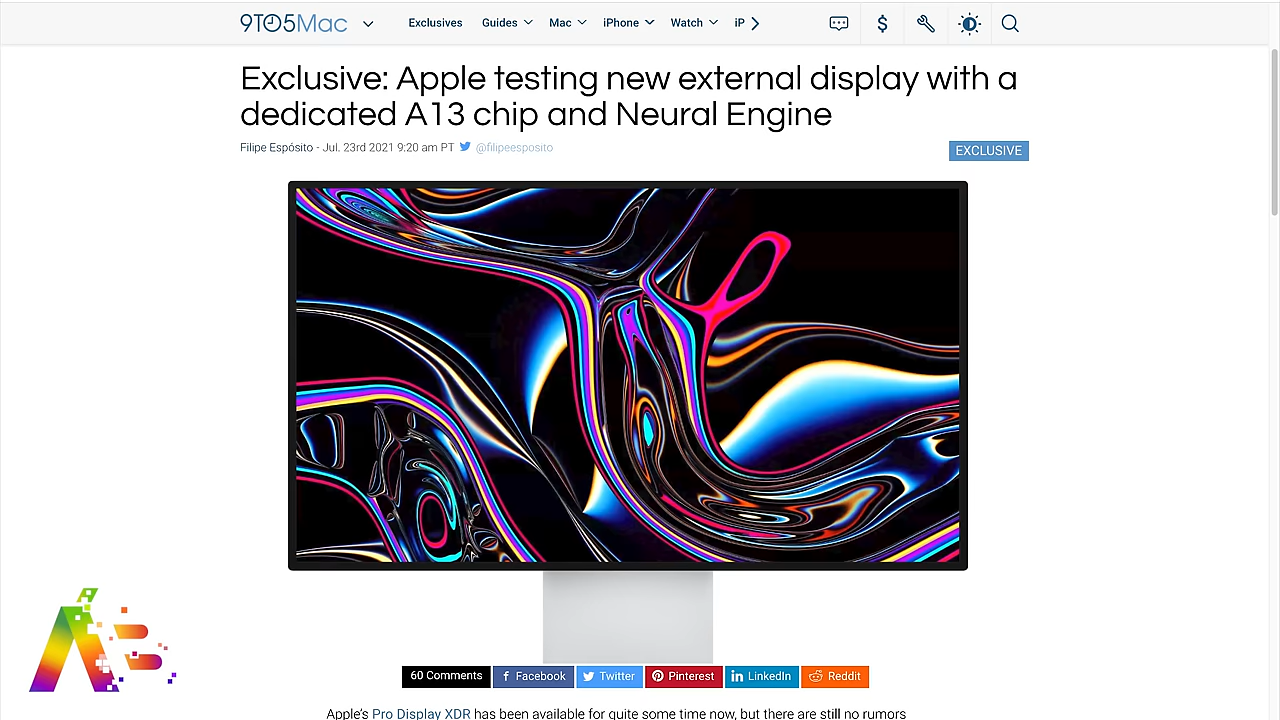 9TO5Mac
Exclusives Guides Mac iPhone Watch iP
Exclusive: Apple testing new external display with a
dedicated A13 chip and Neural Engine
Filipe Espósito - Jul. 23rd 2021 9:20 am PT @filipeesposito
EXCLUSIVE
60 Comments Facebook Twitter Pinterest LinkedIn Reddit
Apple's Pro Display XDR has been available for quite some time now, but there are still no rumors